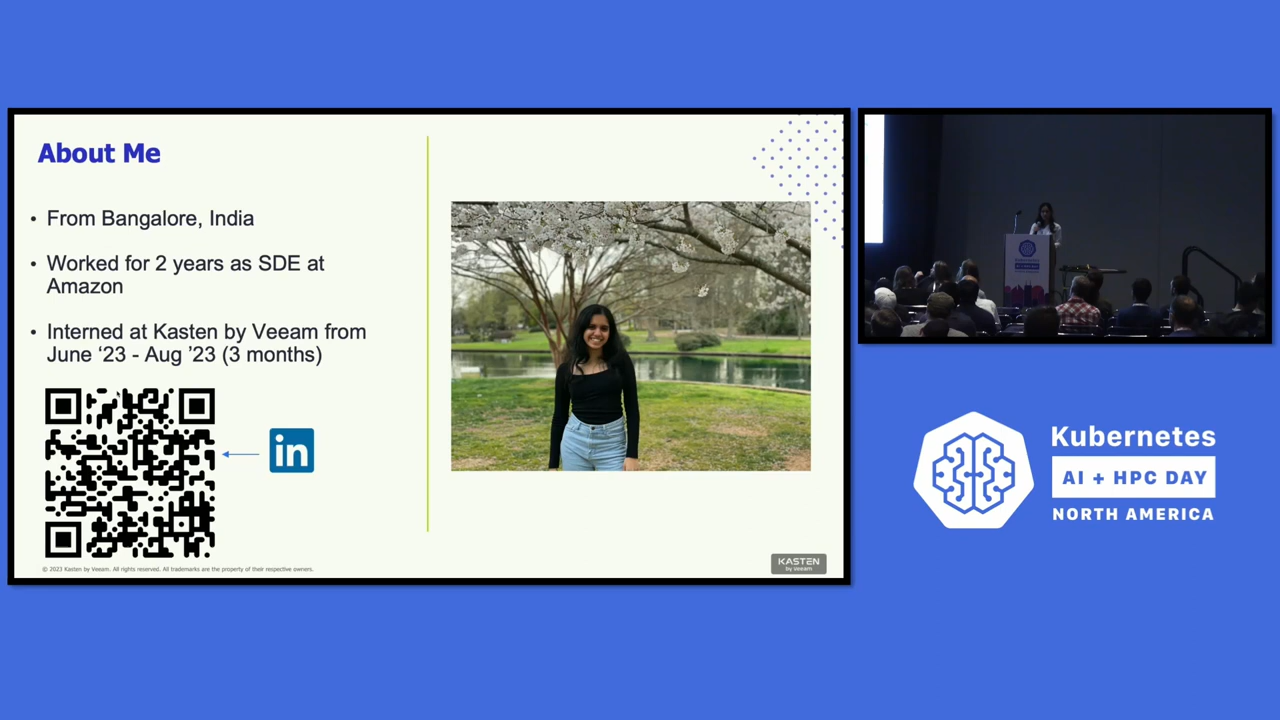 About Me
• From Bangalore, India
• Worked for 2 years as SDE at
Amazon
• Interned at Kasten by Veeam from
June ‘23 - Aug ’23 (3 months)
in
© 2023 Kasten by Veeam. All rights reserved. All trademarks are the property of their respective owners.
KASTEN
by veeam
Kubernetes
AI + HPC DAY
NORTH AMERICA